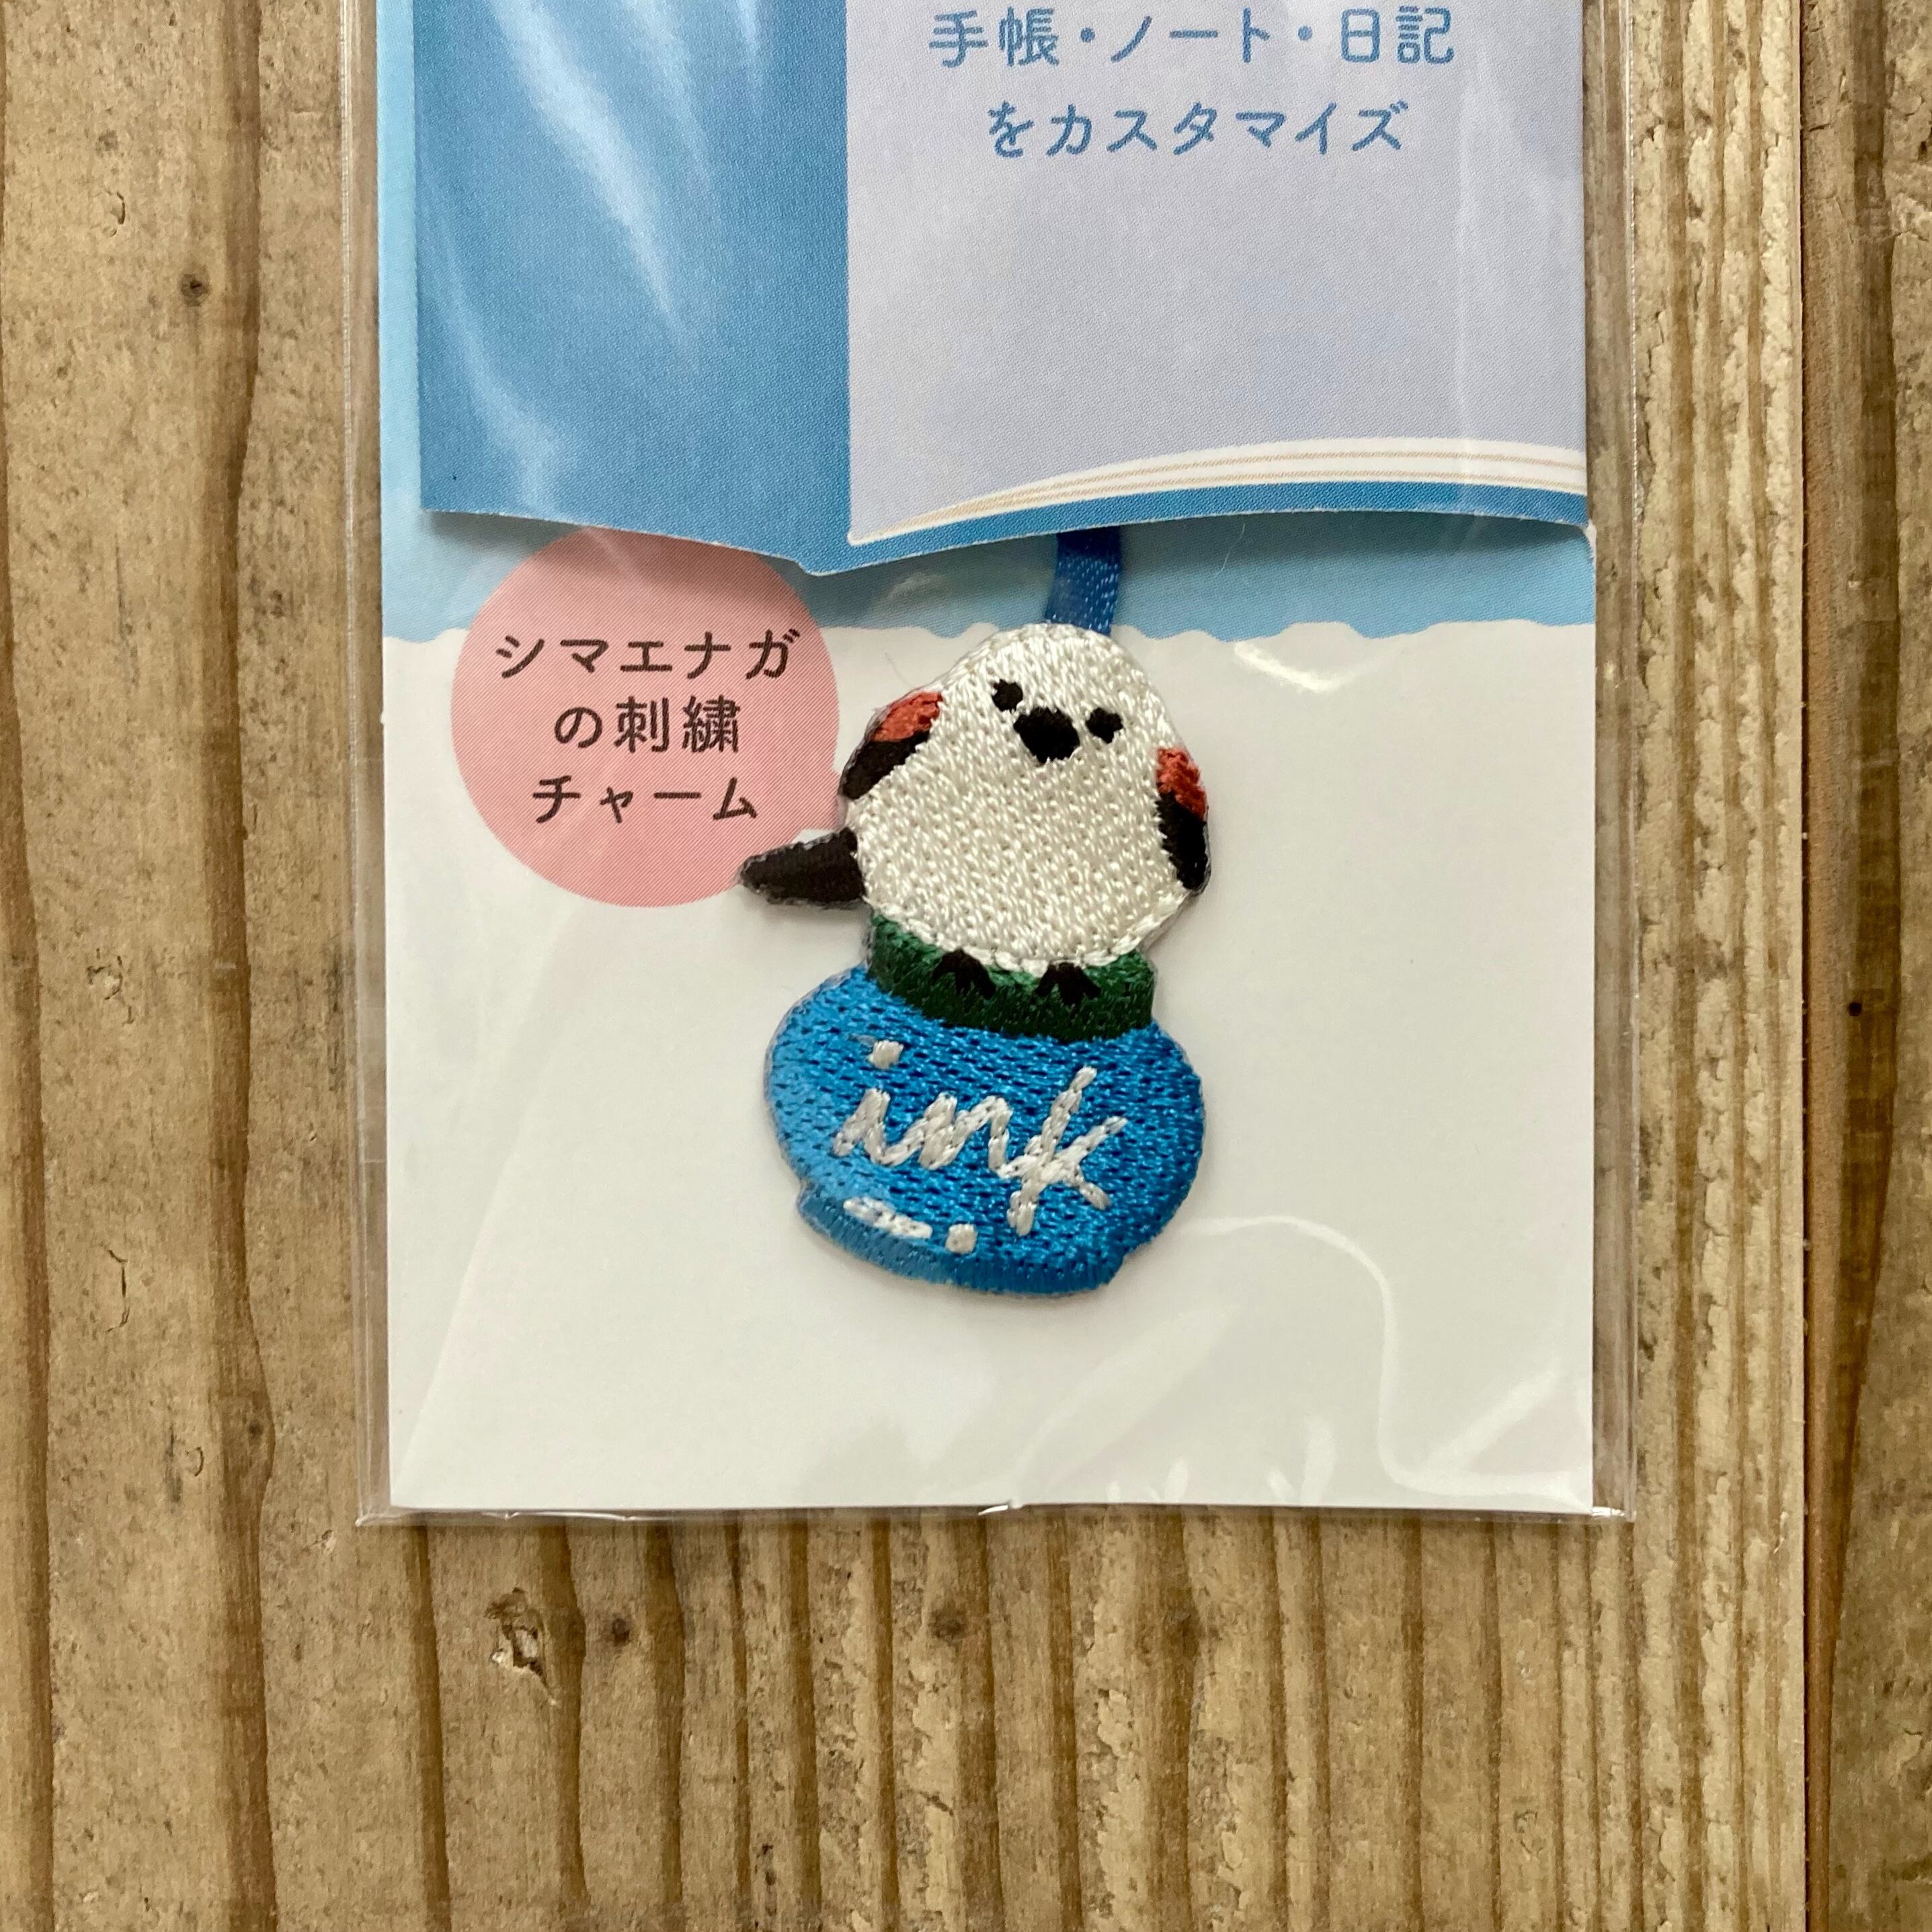 手帳・ノート・日記
をカスタマイズ
シマエナガ
の刺繍
チャーム
ink